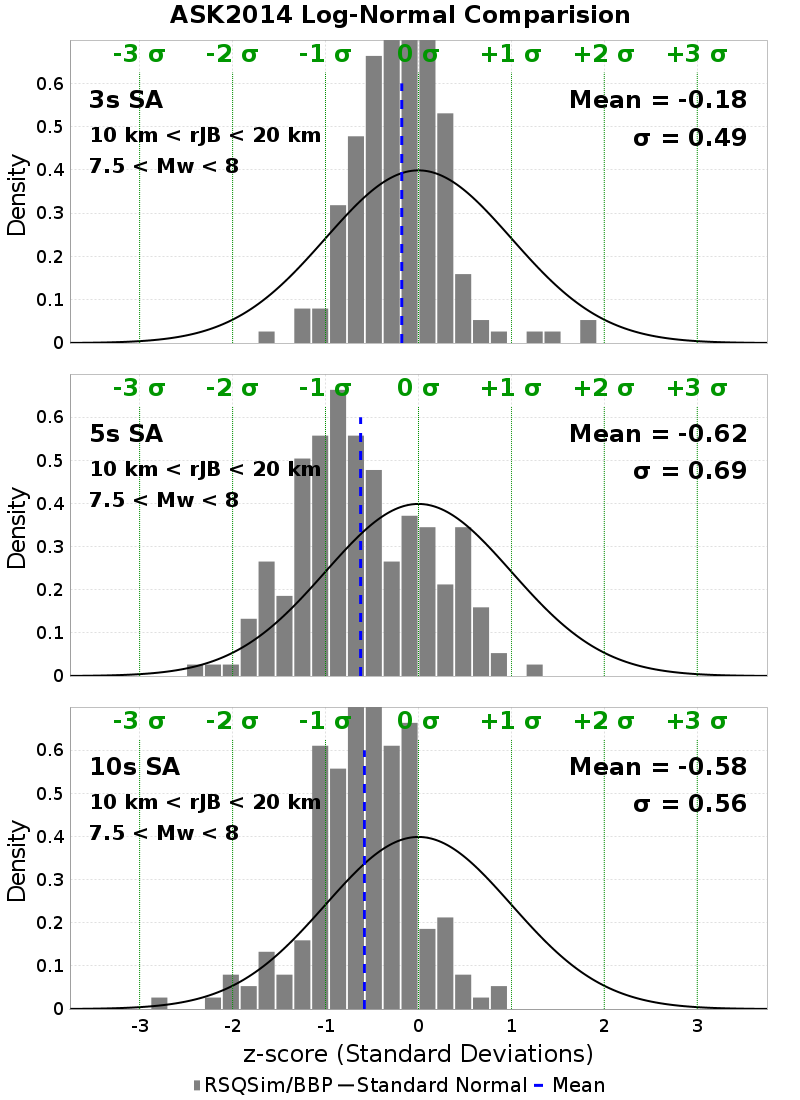 ASK2014 Log-Normal Comparision
-3 σ -2 σ -1 σ 0 σ +1 σ +2 σ +3 σ
3s SA Mean = -0.18
10 km < rJB < 20 km σ = 0.49
7.5 < Mw < 8
0.6
0.5
0.4
0.3
0.2
0.1
0
Density
-3 σ -2 σ -1 σ 0 σ +1 σ +2 σ +3 σ
5s SA Mean = -0.62
10 km < rJB < 20 km σ = 0.69
7.5 < Mw < 8
0.6
0.5
0.4
0.3
0.2
0.1
0
Density
-3 σ -2 σ -1 σ 0 σ +1 σ +2 σ +3 σ
10s SA Mean = -0.58
10 km < rJB < 20 km σ = 0.56
7.5 < Mw < 8
0.6
0.5
0.4
0.3
0.2
0.1
0
Density
-3 -2 -1 0 1 2 3
z-score (Standard Deviations)
RSQSim/BBP Standard Normal Mean